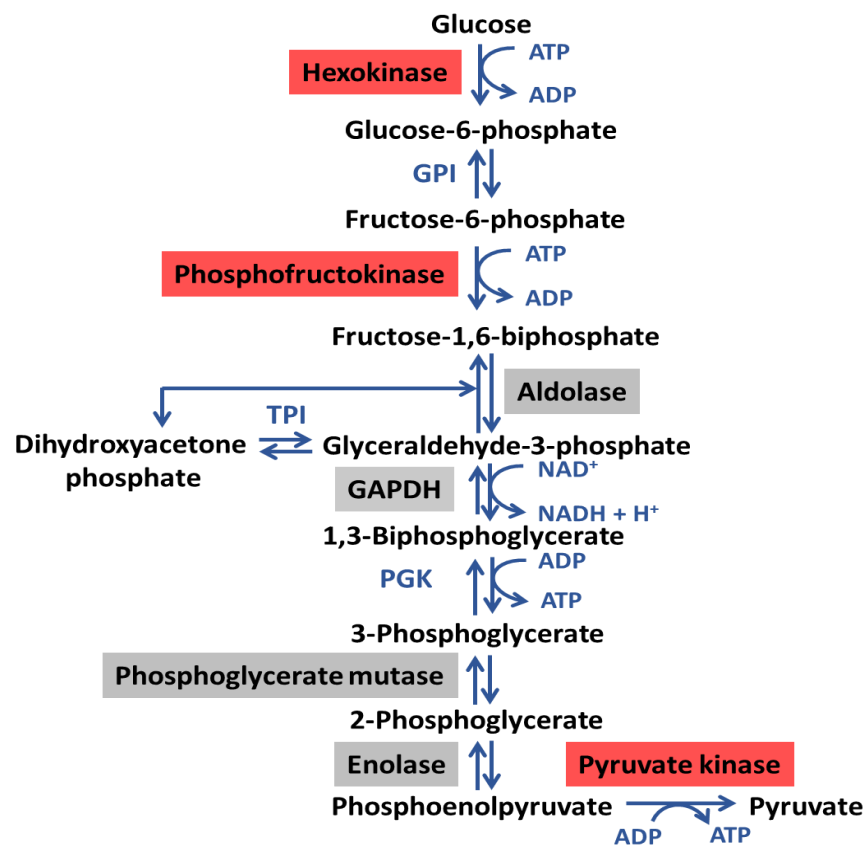 Glucose
Hexokinase
ATP
ADP
Glucose-6-phosphate
GPI
Fructose-6-phosphate
Phosphofructokinase
ATP
ADP
Fructose-1,6-biphosphate
Aldolase
TPI
Dihydroxyacetone
phosphate
Glyceraldehyde-3-phosphate
GAPDH
NAD⁺
NADH + H⁺
1,3-Biphosphoglycerate
PGK
ADP
ATP
3-Phosphoglycerate
Phosphoglycerate mutase
2-Phosphoglycerate
Enolase
Pyruvate kinase
Phosphoenolpyruvate
Pyruvate
ADP
ATP